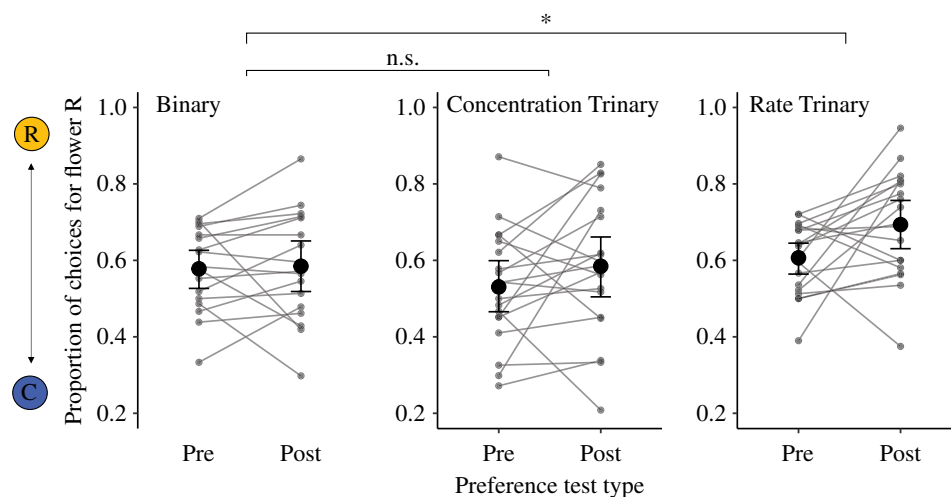 *
n.s.
Binary
Concentration Trinary
Rate Trinary
R
C
Proportion of choices for flower R
1.0
0.8
0.6
0.4
0.2
1.0
0.8
0.6
0.4
0.2
1.0
0.8
0.6
0.4
0.2
Pre Post
Pre Post
Pre Post
Preference test type